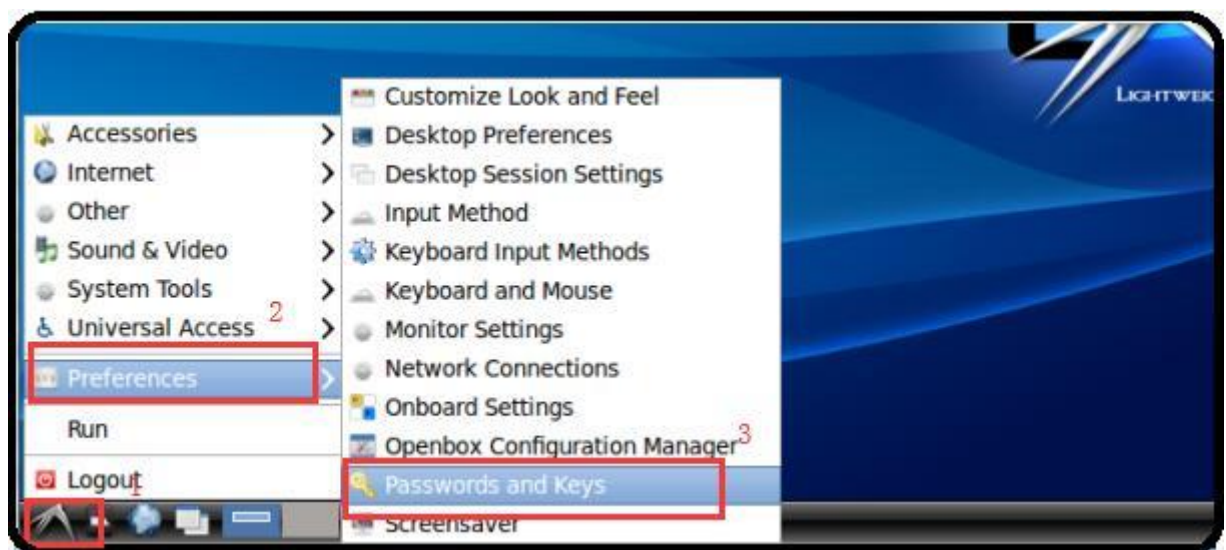 LIGHTWEI
Accessories
Internet
Other
Sound & Video
System Tools
2
Universal Access
Preferences
Run
Logout
1
Customize Look and Feel
Desktop Preferences
Desktop Session Settings
Input Method
Keyboard Input Methods
Keyboard and Mouse
Monitor Settings
Network Connections
Onboard Settings
Openbox Configuration Manager
3
Passwords and Keys
Screensaver